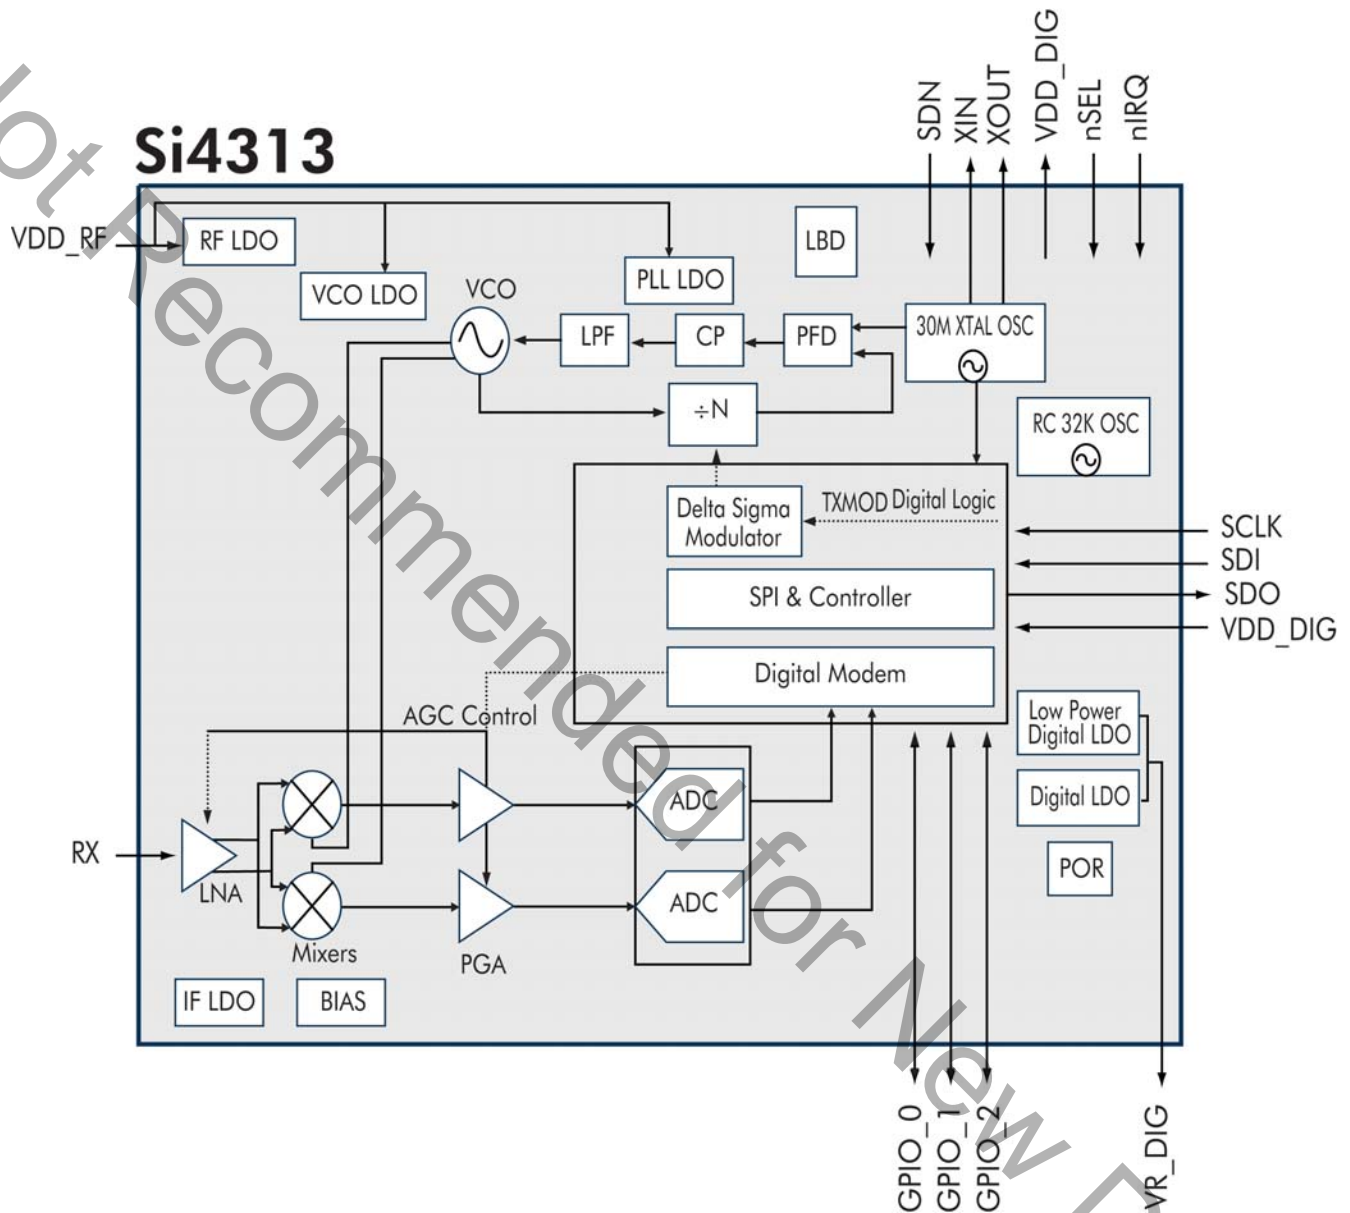 SDN
XIN
XOUT
VDD_DIG
nSEL
nIRQ
Si4313
VDD_RF
RF LDO
LBD
VCO LDO
VCO
PLL LDO
LPF
CP
PFD
30M XTAL OSC
÷N
RC 32K OSC
Delta Sigma
Modulator
TXMOD Digital Logic
SCLK
SDI
SDO
VDD_DIG
SPI & Controller
Digital Modem
AGC Control
Low Power
Digital LDO
Digital LDO
POR
ADC
ADC
RX
LNA
Mixers
PGA
IF LDO
BIAS
GPIO_0
GPIO_1
GPIO_2
VR_DIG
Recommended for New